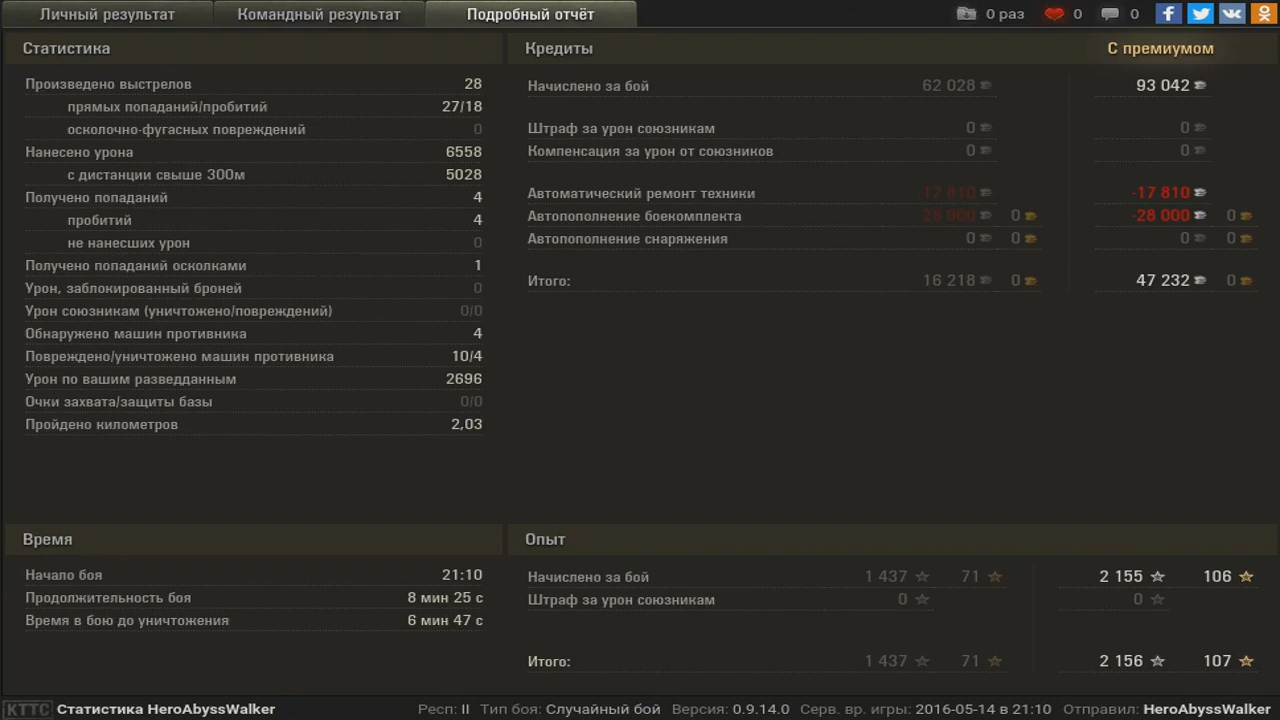 Личный результат Командный результат Подробный отчёт 0 раз 0 0
Статистика
Произведено выстрелов 28
прямых попаданий/пробитий 27/18
осколочно-фугасных повреждений 0
Нанесено урона 6558
с дистанции свыше 300м 5028
Получено попаданий 4
пробитий 4
не нанесших урон 0
Получено попаданий осколками 1
Урон, заблокированный броней 0
Урон союзникам (уничтожено/повреждений) 0/0
Обнаружено машин противника 4
Повреждено/уничтожено машин противника 10/4
Урон по вашим разведданным 2696
Очки захвата/защиты базы 0/0
Пройдено километров 2,03
Кредиты С премиумом
Начислено за бой 62 028 93 042
Штраф за урон союзникам 0 0
Компенсация за урон от союзников 0 0
Автоматический ремонт техники -17 810 -17 810
Автопополнение боекомплекта -28 000 0 -28 000 0
Автопополнение снаряжения 0 0 0 0
Итого: 16 218 0 47 232 0
Время
Начало боя 21:10
Продолжительность боя 8 мин 25 с
Время в бою до уничтожения 6 мин 47 с
Опыт
Начислено за бой 1 437 71 2 155 106
Штраф за урон союзникам 0 0
Итого: 1 437 71 2 156 107
KTTC Статистика HeroAbyssWalker Респ: II Тип боя: Случайный бой Версия: 0.9.14.0 Серв. вр. игры: 2016-05-14 в 21:10 Отправил: HeroAbyssWalker